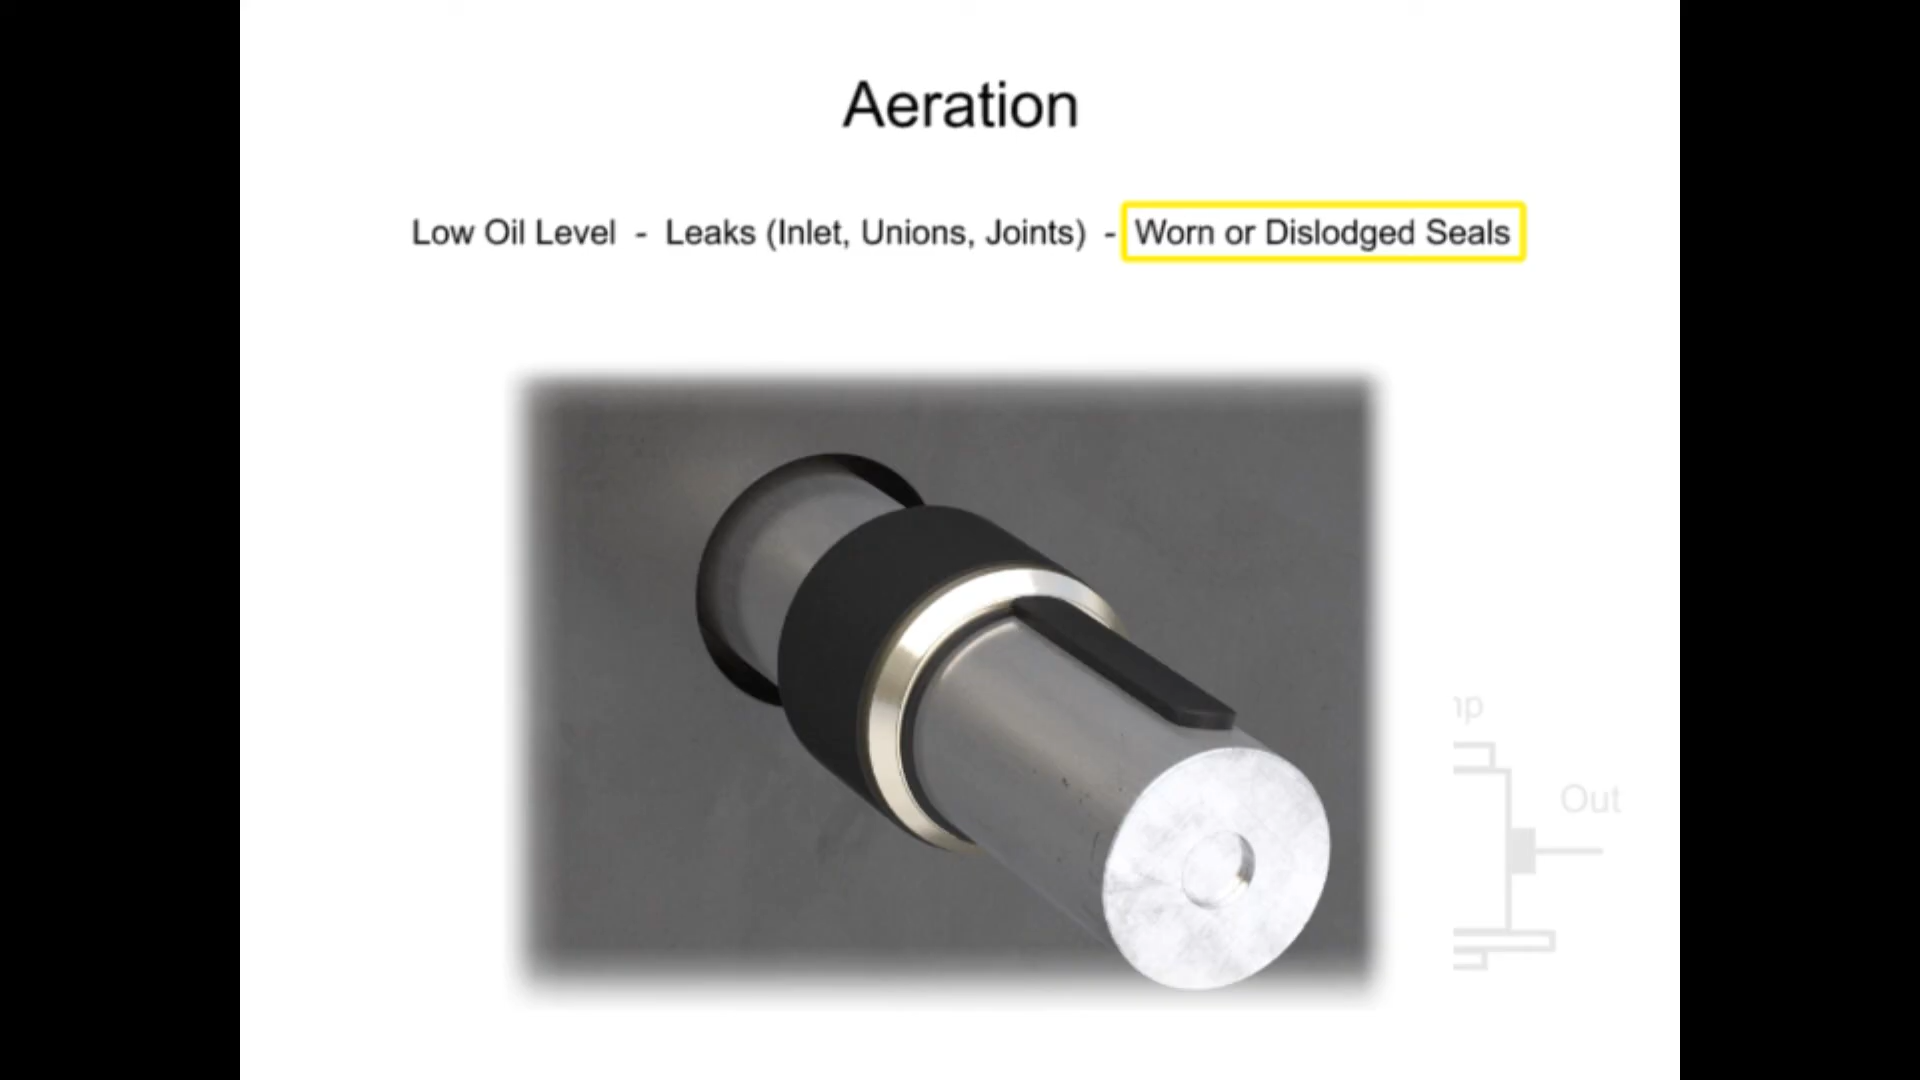 Aeration
Low Oil Level - Leaks (Inlet, Unions, Joints) - Worn or Dislodged Seals
Out